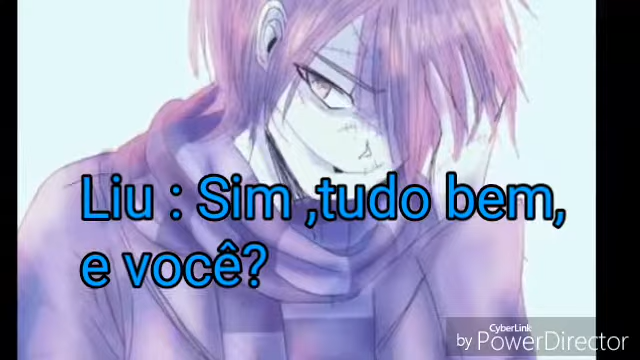 Liu : Sim ,tudo bem,
e você?
CyberLink
by PowerDirector